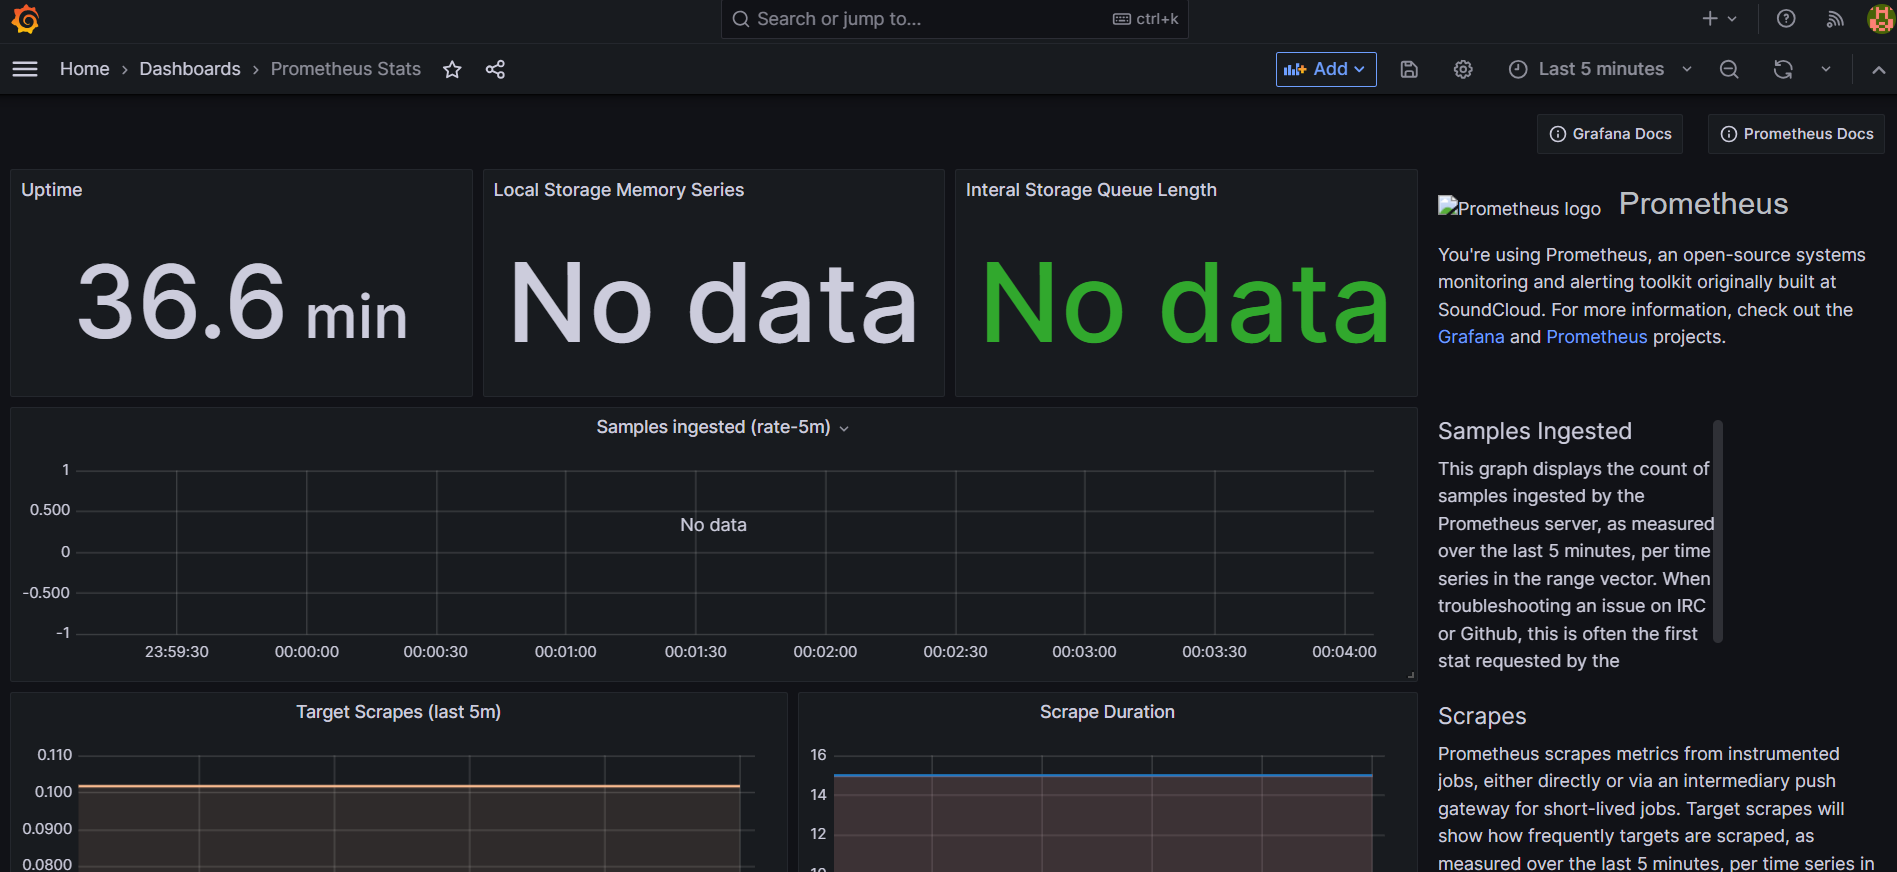 Search or jump to...
ctrl+k
Home › Dashboards › Prometheus Stats
Add
Last 5 minutes
Grafana Docs
Prometheus Docs
Uptime
36.6 min
Local Storage Memory Series
No data
Interal Storage Queue Length
No data
Prometheus logo
Prometheus
You're using Prometheus, an open-source systems
monitoring and alerting toolkit originally built at
SoundCloud. For more information, check out the
Grafana and Prometheus projects.
Samples ingested (rate-5m)
1
0.500
0
-0.500
-1
No data
23:59:30
00:00:00
00:00:30
00:01:00
00:01:30
00:02:00
00:02:30
00:03:00
00:03:30
00:04:00
Samples Ingested
This graph displays the count of
samples ingested by the
Prometheus server, as measured
over the last 5 minutes, per time
series in the range vector. When
troubleshooting an issue on IRC
or Github, this is often the first
stat requested by the
Target Scrapes (last 5m)
0.110
0.100
0.0900
0.0800
Scrape Duration
16
14
12
10
Scrapes
Prometheus scrapes metrics from instrumented
jobs, either directly or via an intermediary push
gateway for short-lived jobs. Target scrapes will
show how frequently targets are scraped, as
measured over the last 5 minutes, per time series in